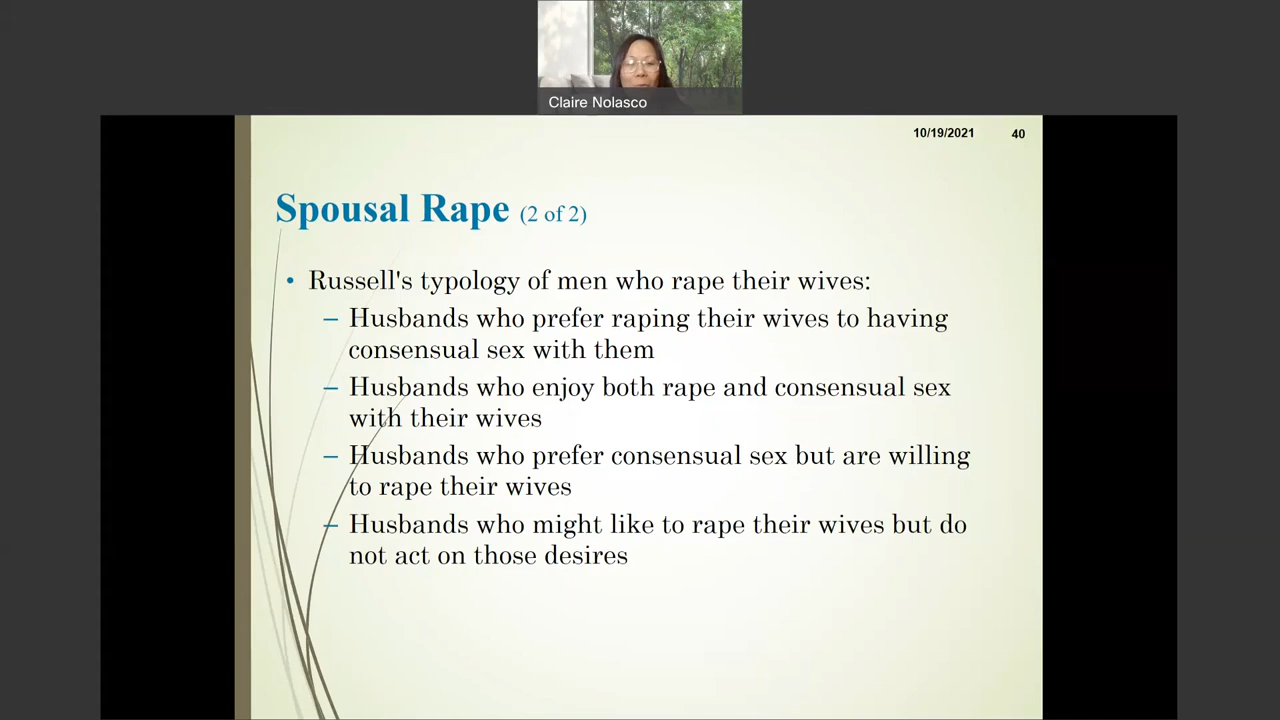 Claire Nolasco
10/19/2021 40
Spousal Rape (2 of 2)
• Russell's typology of men who rape their wives:
– Husbands who prefer raping their wives to having
consensual sex with them
– Husbands who enjoy both rape and consensual sex
with their wives
– Husbands who prefer consensual sex but are willing
to rape their wives
– Husbands who might like to rape their wives but do
not act on those desires